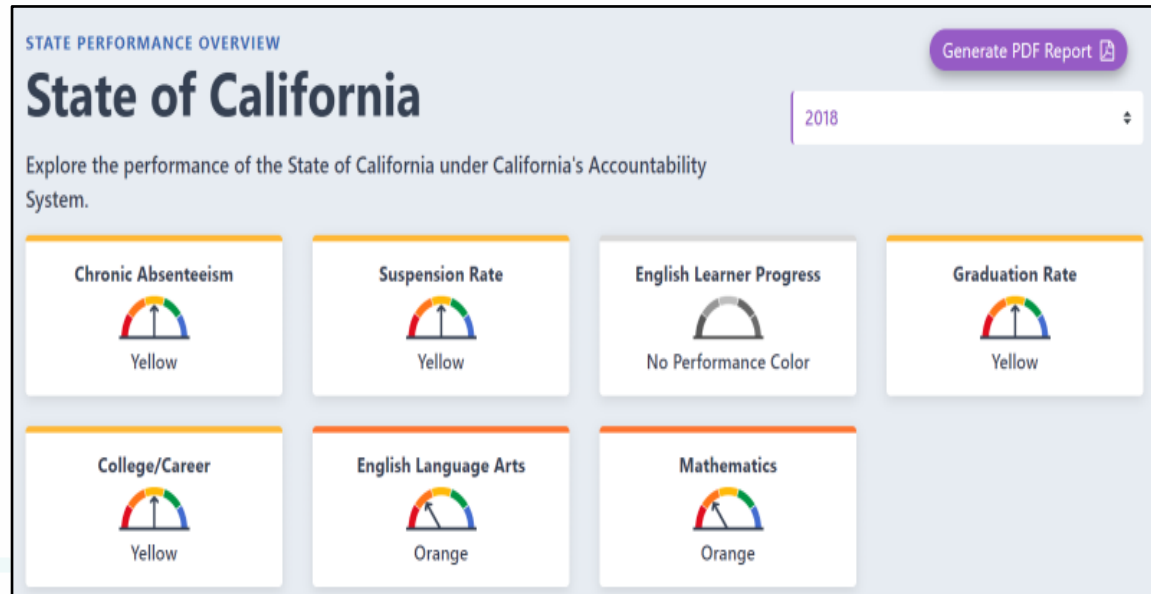 STATE PERFORMANCE OVERVIEW
Generate PDF Report
State of California
2018
Explore the performance of the State of California under California's Accountability
System.
Chronic Absenteeism
Yellow
Suspension Rate
Yellow
English Learner Progress
No Performance Color
Graduation Rate
Yellow
College/Career
Yellow
English Language Arts
Orange
Mathematics
Orange